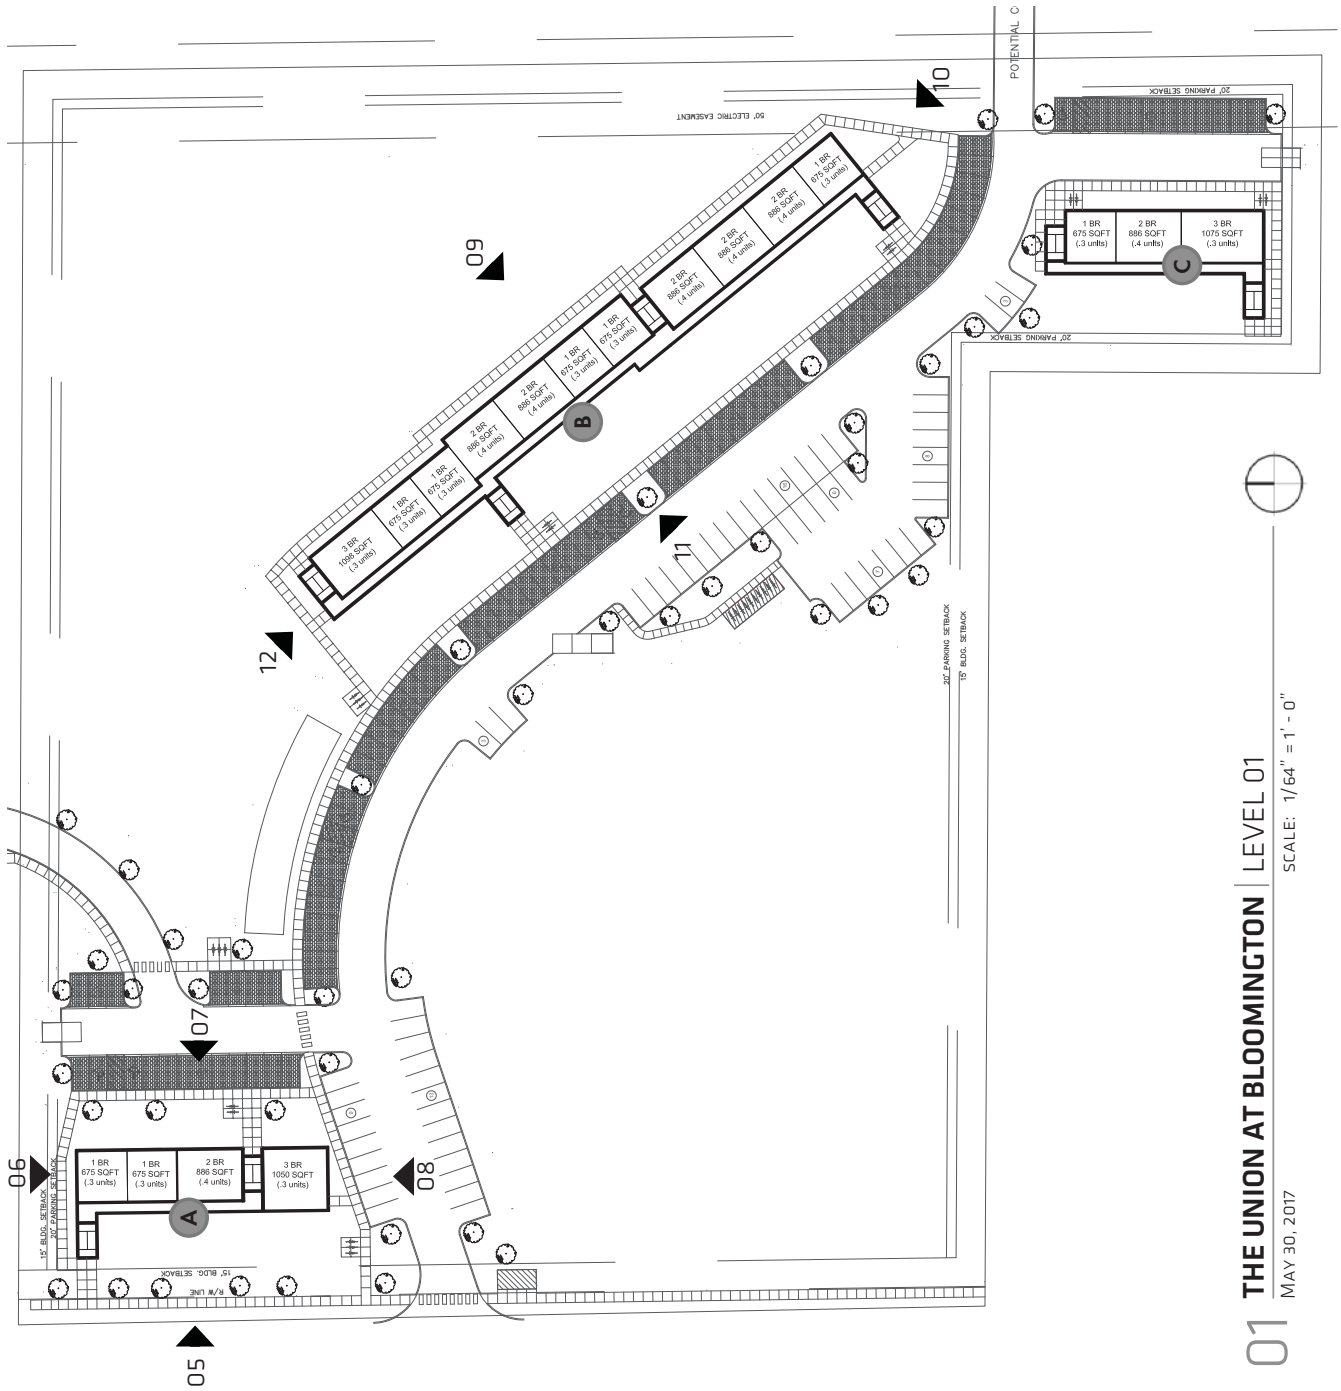 POTENTIAL C
10
20' PARKING SETBACK
50' ELECTRIC EASEMENT
09
1 BR
675 SQFT
(.3 units)
2 BR
886 SQFT
(.4 units)
2 BR
886 SQFT
(.4 units)
2 BR
886 SQFT
(.4 units)
1 BR
675 SQFT
(.3 units)
1 BR
675 SQFT
(.3 units)
2 BR
886 SQFT
(.4 units)
2 BR
886 SQFT
(.4 units)
1 BR
675 SQFT
(.3 units)
1 BR
675 SQFT
(.3 units)
3 BR
1098 SQFT
(.3 units)
B
1 BR
675 SQFT
(.3 units)
2 BR
886 SQFT
(.4 units)
3 BR
1075 SQFT
(.3 units)
C
3
20' PARKING SETBACK
8
7
11
12
20' PARKING SETBACK
15' BLDG. SETBACK
3
07
06
15' BLDG. SETBACK
20' PARKING SETBACK
1 BR
675 SQFT
(.3 units)
1 BR
675 SQFT
(.3 units)
2 BR
886 SQFT
(.4 units)
3 BR
1050 SQFT
(.3 units)
A
08
15' BLDG. SETBACK
R/W LINE
05
01 THE UNION AT BLOOMINGTON | LEVEL 01
MAY 30, 2017
SCALE: 1/64" = 1' - 0"